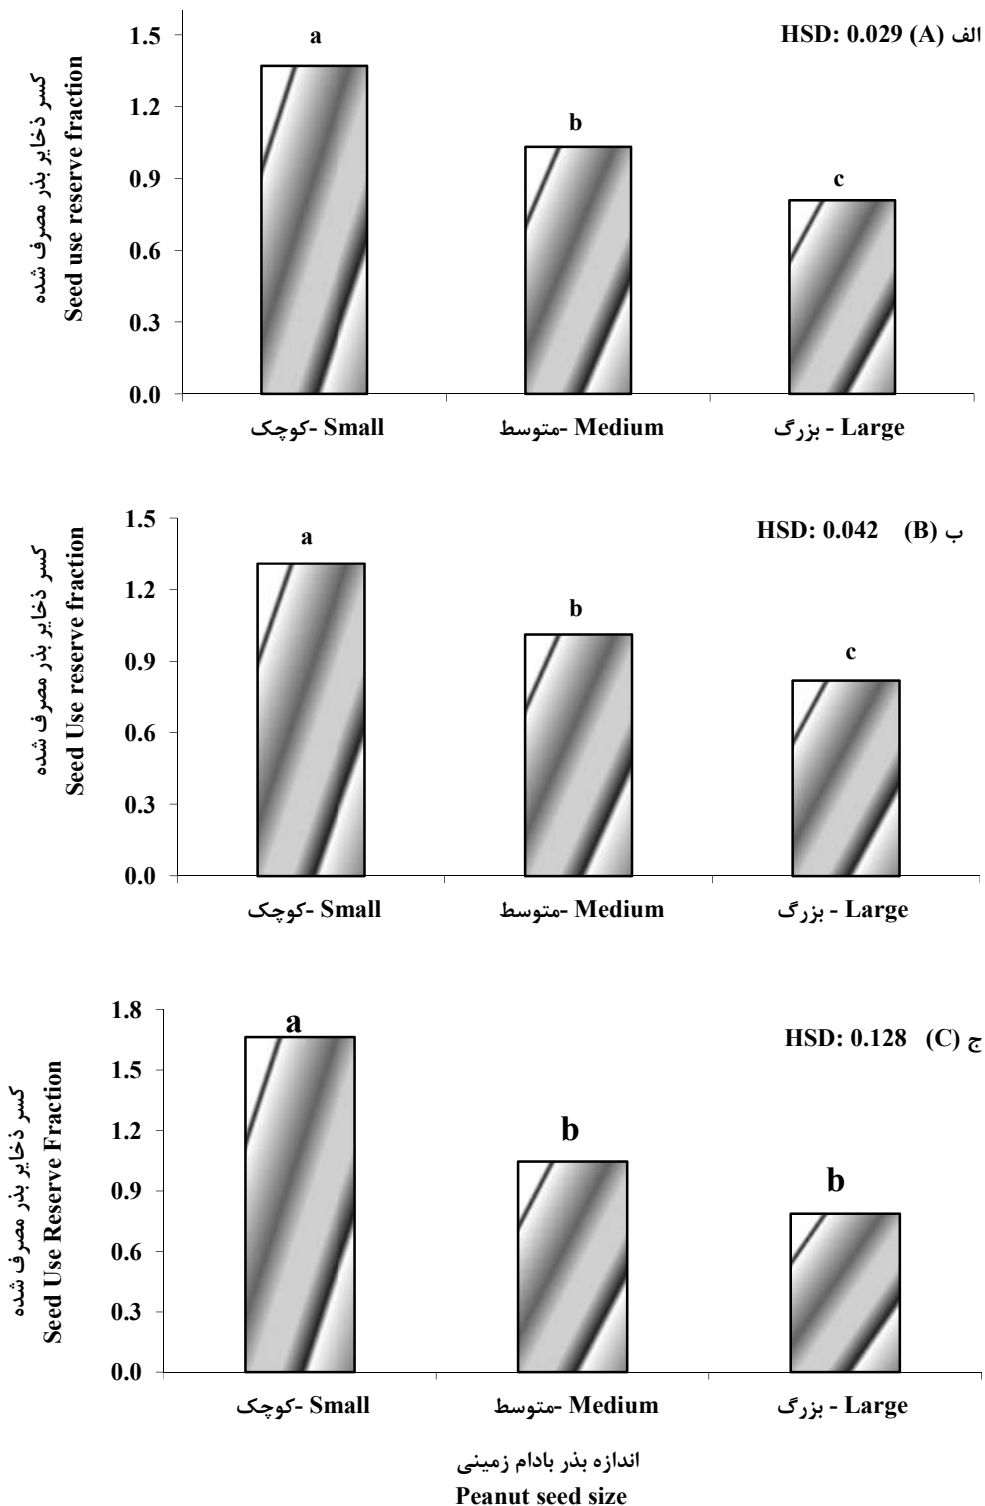 HSD: 0.029 (A) الف
کسر ذخایر بذر مصرف شده
Seed use reserve fraction
1.5
1.2
0.9
0.6
0.3
0.0
a
b
c
کوچک- Small
متوسط- Medium
بزرگ - Large
HSD: 0.042 (B) ب
کسر ذخایر بذر مصرف شده
Seed Use reserve fraction
1.5
1.2
0.9
0.6
0.3
0.0
a
b
c
کوچک- Small
متوسط- Medium
بزرگ - Large
HSD: 0.128 (C) ج
کسر ذخایر بذر مصرف شده
Seed Use Reserve Fraction
1.8
1.5
1.2
0.9
0.6
0.3
0.0
a
b
b
کوچک- Small
متوسط- Medium
بزرگ - Large
اندازه بذر بادام زمینی
Peanut seed size